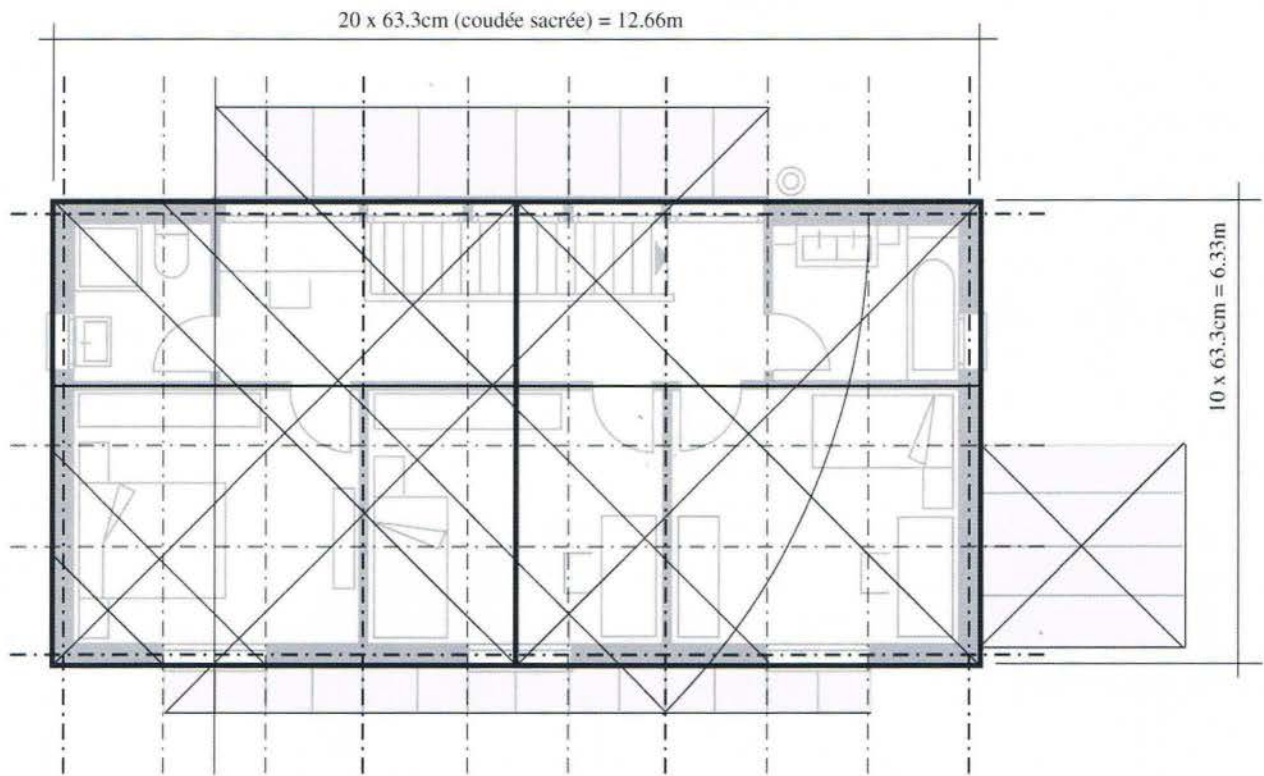 20 x 63.3cm (coudée sacrée) = 12.66m
10 x 63.3cm = 6.33m